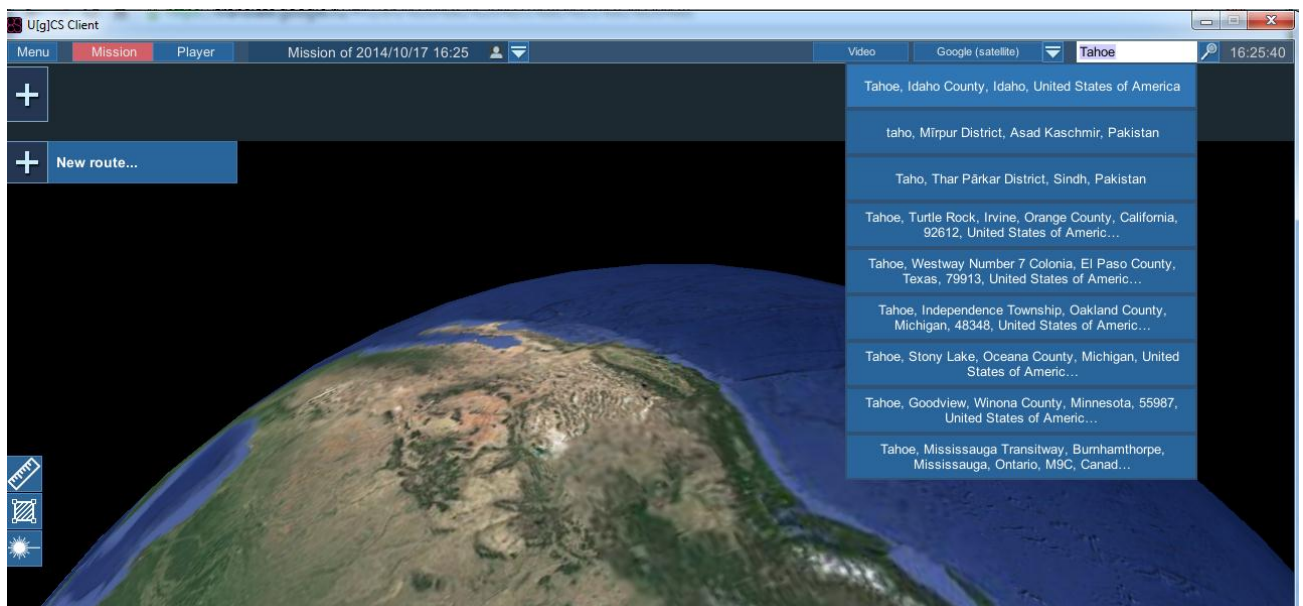 U[g]CS Client
Menu Mission Player Mission of 2014/10/17 16:25 Video Google (satellite) Tahoe 16:25:40
New route...
Tahoe, Idaho County, Idaho, United States of America
taho, Mīrpur District, Asad Kaschmir, Pakistan
Taho, Thar Pārkar District, Sindh, Pakistan
Tahoe, Turtle Rock, Irvine, Orange County, California,
92612, United States of Americ…
Tahoe, Westway Number 7 Colonia, El Paso County,
Texas, 79913, United States of Americ…
Tahoe, Independence Township, Oakland County,
Michigan, 48348, United States of Americ…
Tahoe, Stony Lake, Oceana County, Michigan, United
States of Americ…
Tahoe, Goodview, Winona County, Minnesota, 55987,
United States of Americ…
Tahoe, Mississauga Transitway, Burnhamthorpe,
Mississauga, Ontario, M9C, Canad…